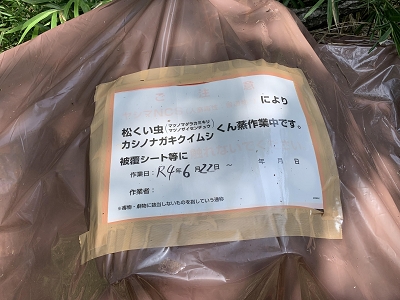 により
松くい虫(マツノマダラカミキリ マツノザイセンチュウ)くん蒸作業中です。
カシノナガキクイムシ
被覆シート等に
作業日：R4年6月22日 ～ 年 月 日
作業者：